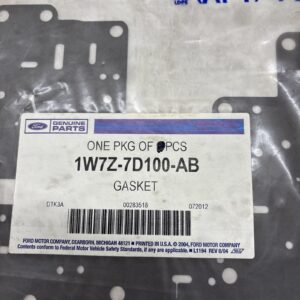 Ford
GENUINE
PARTS
ONE PKG OF PCS
1W7Z-7D100-AB
GASKET
DTK3A 00283516 072012
FORD MOTOR COMPANY, DEARBORN, MICHIGAN 48121 ■ PRINTED IN U.S.A. © 2004, FORD MOTOR COMPANY
Contents conform to Federal Motor Vehicle Safety Standards, if any are applicable. ■ L1194 REV 6/04